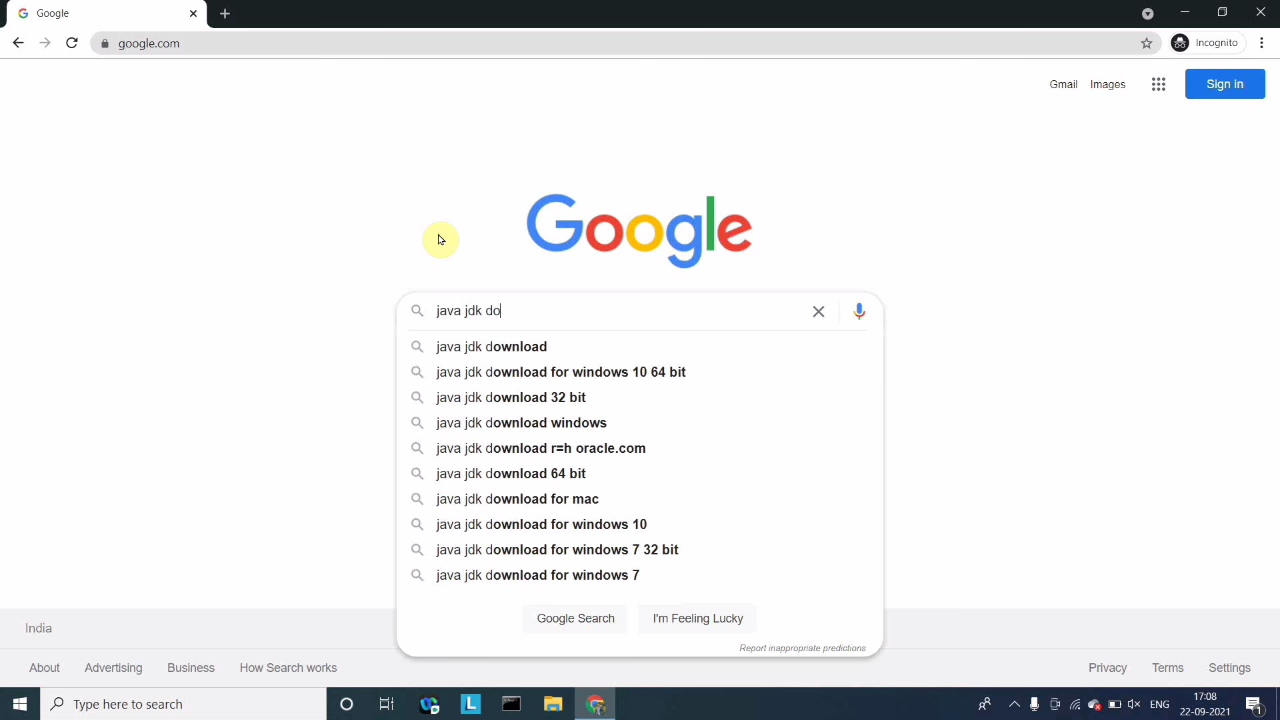 Google
google.com
Incognito
Gmail
Images
Sign in
Google
java jdk do
java jdk download
java jdk download for windows 10 64 bit
java jdk download 32 bit
java jdk download windows
java jdk download r=h oracle.com
java jdk download 64 bit
java jdk download for mac
java jdk download for windows 10
java jdk download for windows 7 32 bit
java jdk download for windows 7
Google Search
I'm Feeling Lucky
Report inappropriate predictions
India
About
Advertising
Business
How Search works
Privacy
Terms
Settings
Type here to search
L
ENG
17:08
22-09-2021
1